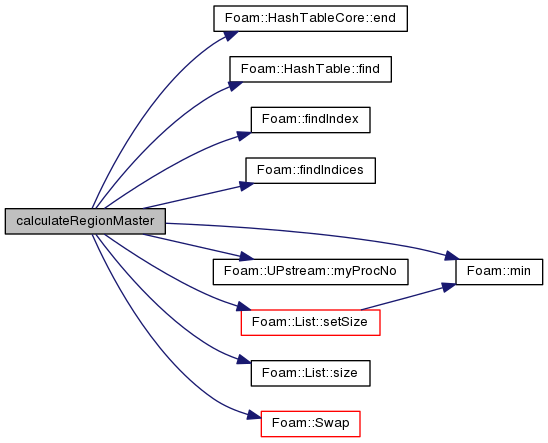 Foam::HashTableCore::end
Foam::HashTable::find
Foam::findIndex
Foam::findIndices
calculateRegionMaster
Foam::UPstream::myProcNo
Foam::min
Foam::List::setSize
Foam::List::size
Foam::Swap